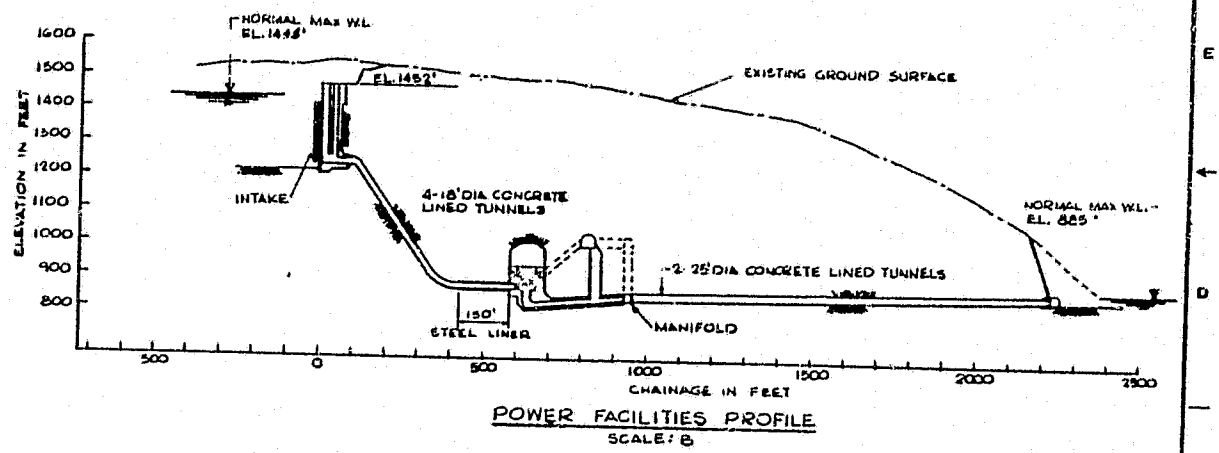 NORMAL MAX W.L.
EL. 1445'
1600
1500
1400
1300
1200
1100
1000
900
800
ELEVATION IN FEET
EL. 1452'
EXISTING GROUND SURFACE
INTAKE
4-18' DIA CONCRETE
LINED TUNNELS
NORMAL MAX W.L.-
EL. 885'
2-25' DIA CONCRETE LINED TUNNELS
150'
STEEL LINER
MANIFOLD
500
0
500
1000
1500
2000
2500
CHAINAGE IN FEET
POWER FACILITIES PROFILE
SCALE: B
E
D